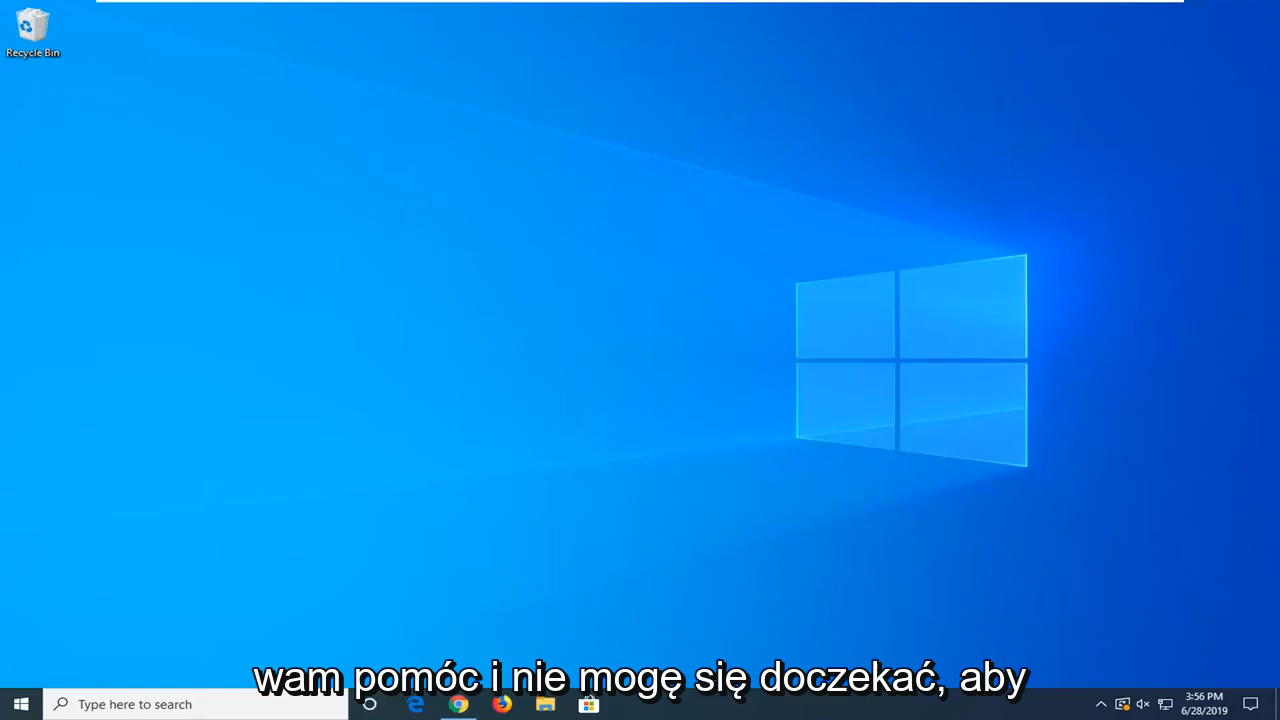 Recycle Bin
wam pomóc i nie mogę się doczekać, aby
Type here to search
3:56 PM
6/28/2019